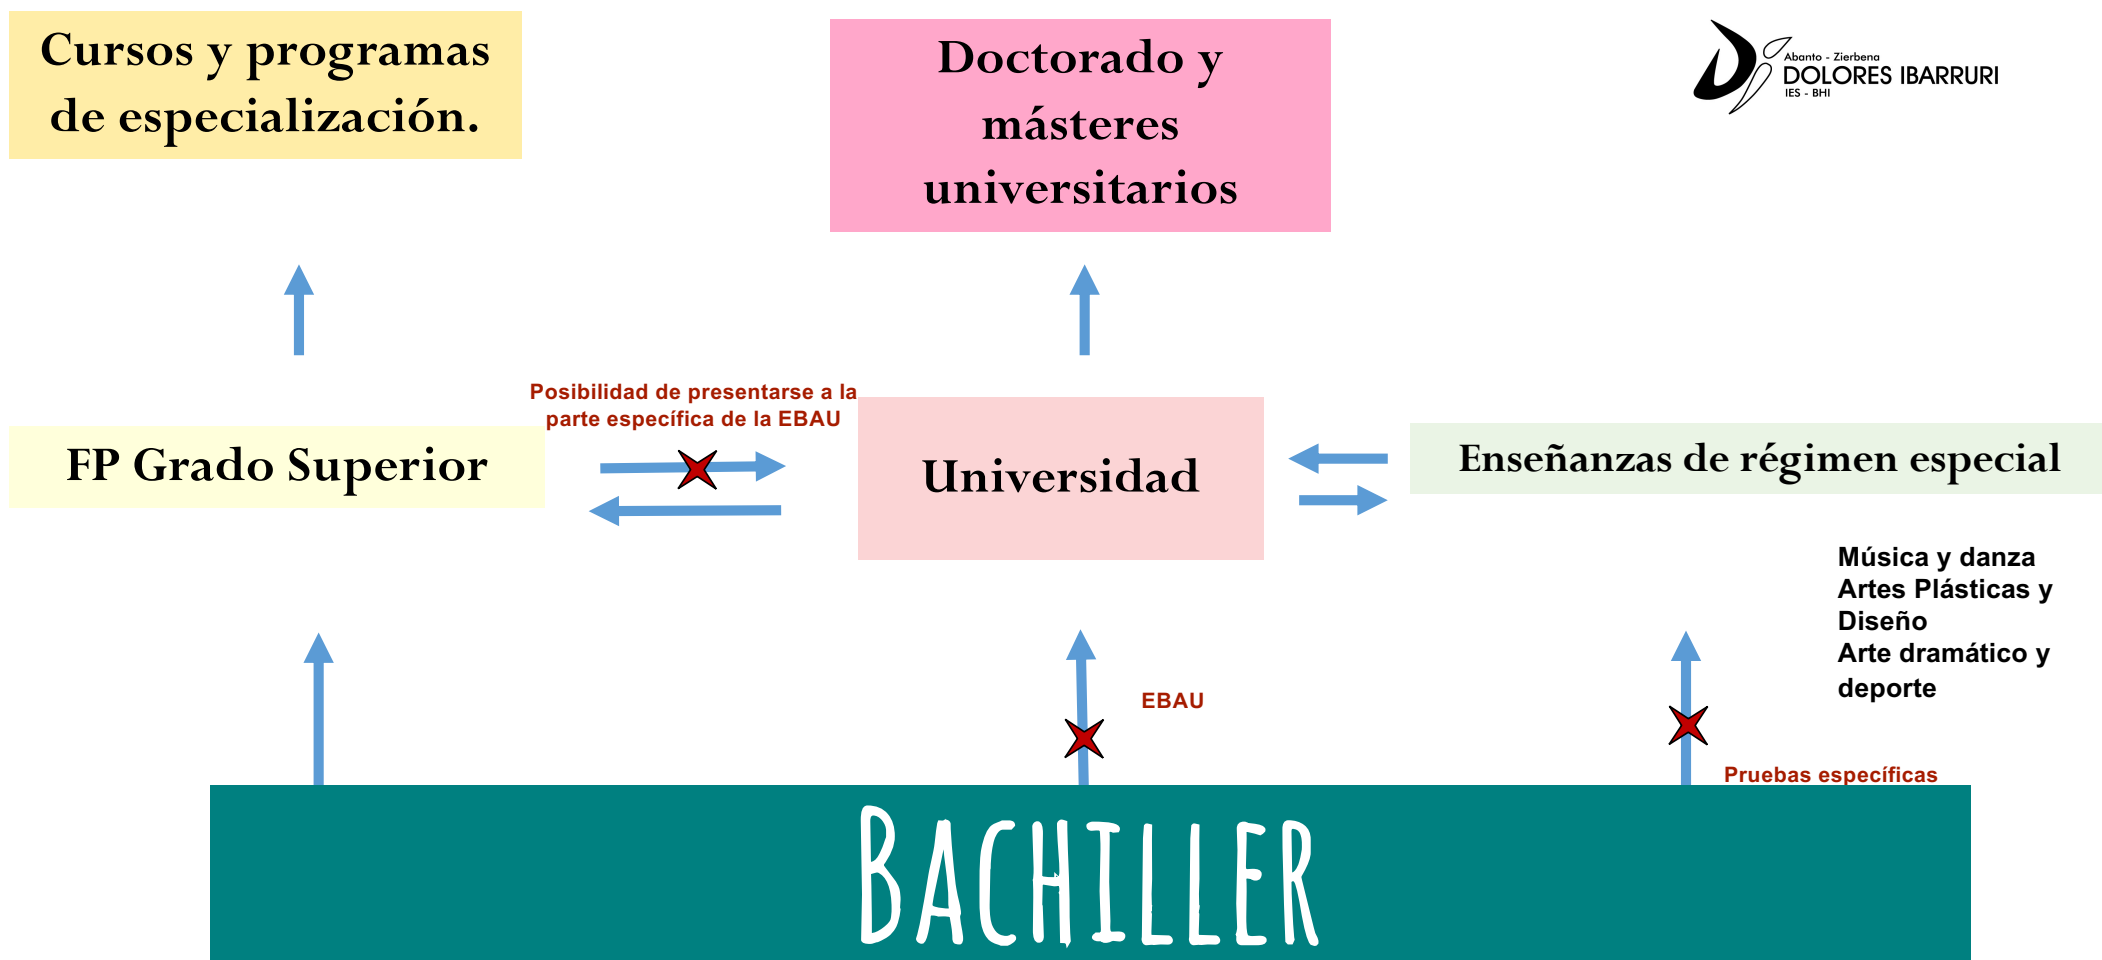 Cursos y programas
de especialización.
Doctorado y
másteres
universitarios
Abanto - Zierbena
DOLORES IBARRURI
IES - BHI
Posibilidad de presentarse a la
parte específica de la EBAU
FP Grado Superior
Universidad
Enseñanzas de régimen especial
Música y danza
Artes Plásticas y
Diseño
Arte dramático y
deporte
EBAU
Pruebas específicas
BACHILLER